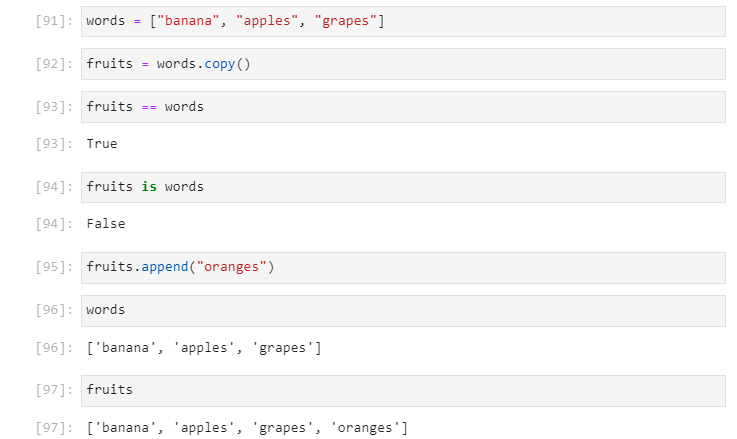 [91]: words = ["banana", "apples", "grapes"]
[92]: fruits = words.copy()
[93]: fruits == words
[93]: True
[94]: fruits is words
[94]: False
[95]: fruits.append("oranges")
[96]: words
[96]: ['banana', 'apples', 'grapes']
[97]: fruits
[97]: ['banana', 'apples', 'grapes', 'oranges']